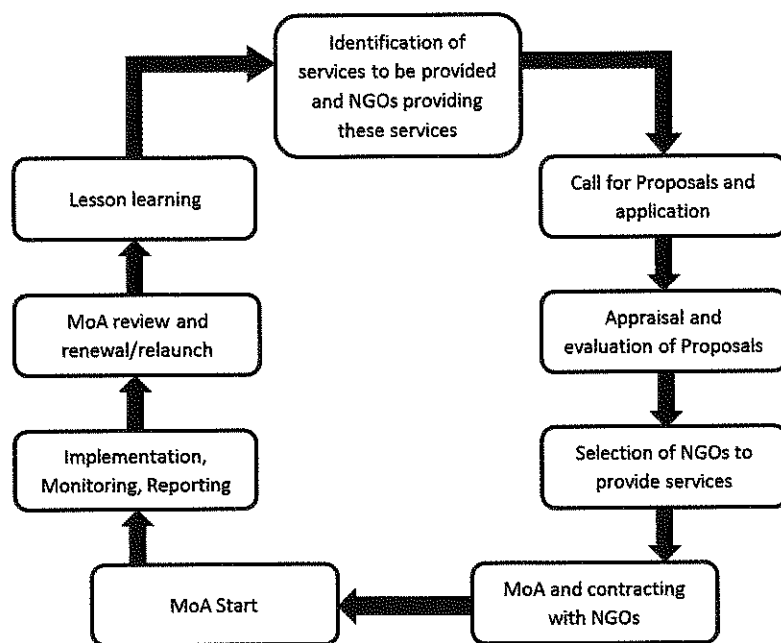 Identification of
services to be provided
and NGOs providing
these services
Call for Proposals and
application
Appraisal and
evaluation of Proposals
Selection of NGOs to
provide services
MoA and contracting
with NGOs
MoA Start
Implementation,
Monitoring, Reporting
MoA review and
renewal/relaunch
Lesson learning